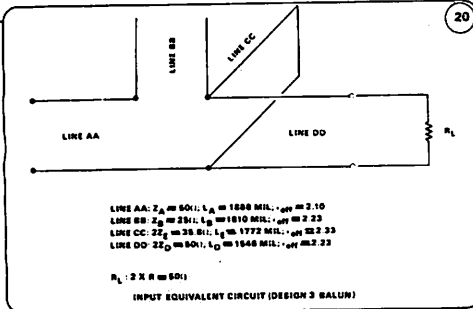 20
LINE BB
LINE CC
LINE AA
LINE DD
RL
LINE AA: ZA = 50Ω; LA = 1888 MIL; εeff = 2.10
LINE BB: ZB = 25Ω; LB = 1810 MIL; εeff = 2.23
LINE CC: 2ZE = 35.5Ω; LE = 1772 MIL; εeff = 2.33
LINE DD: 2ZD = 50Ω; LD = 1546 MIL; εeff = 2.23
RL : 2 X R = 50Ω
INPUT EQUIVALENT CIRCUIT (DESIGN 3 BALUN)